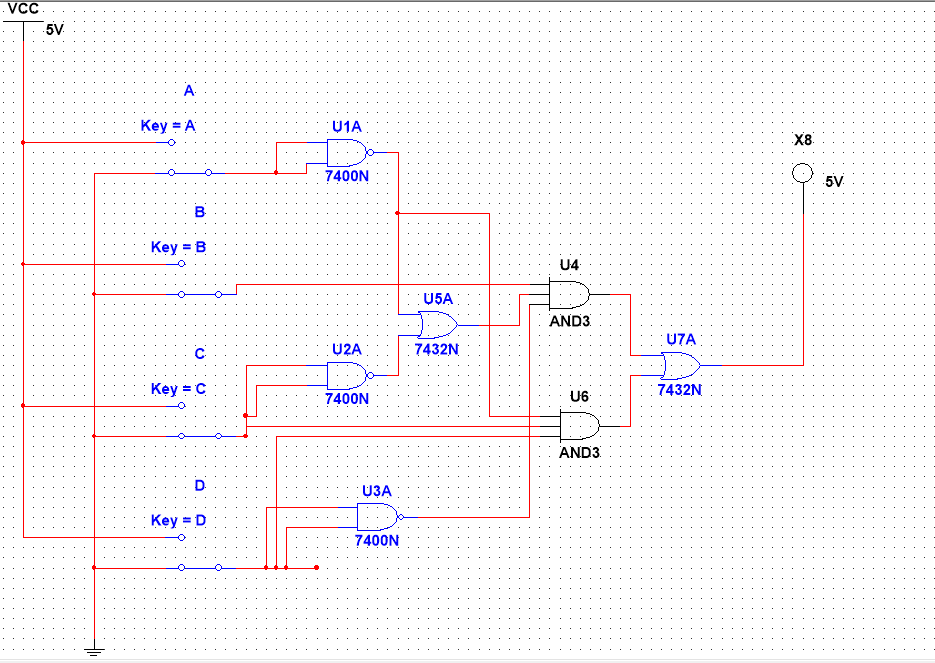 VCC
5V
A
Key = A
U1A
7400N
X8
5V
B
Key = B
U4
AND3
U5A
7432N
C
Key = C
U2A
7400N
U7A
7432N
U6
AND3
D
Key = D
U3A
7400N